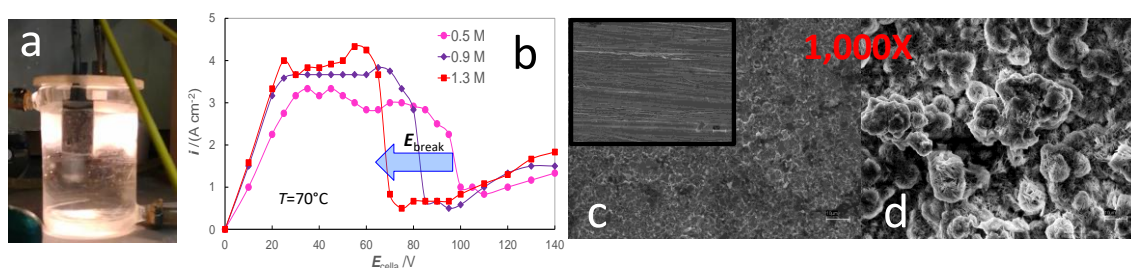 a
b
0.5 M
0.9 M
1.3 M
E_break
T=70°C
5
4
3
2
1
0
i /(A cm⁻²)
0 20 40 60 80 100 120 140
E_cella /V
1,000X
c
d